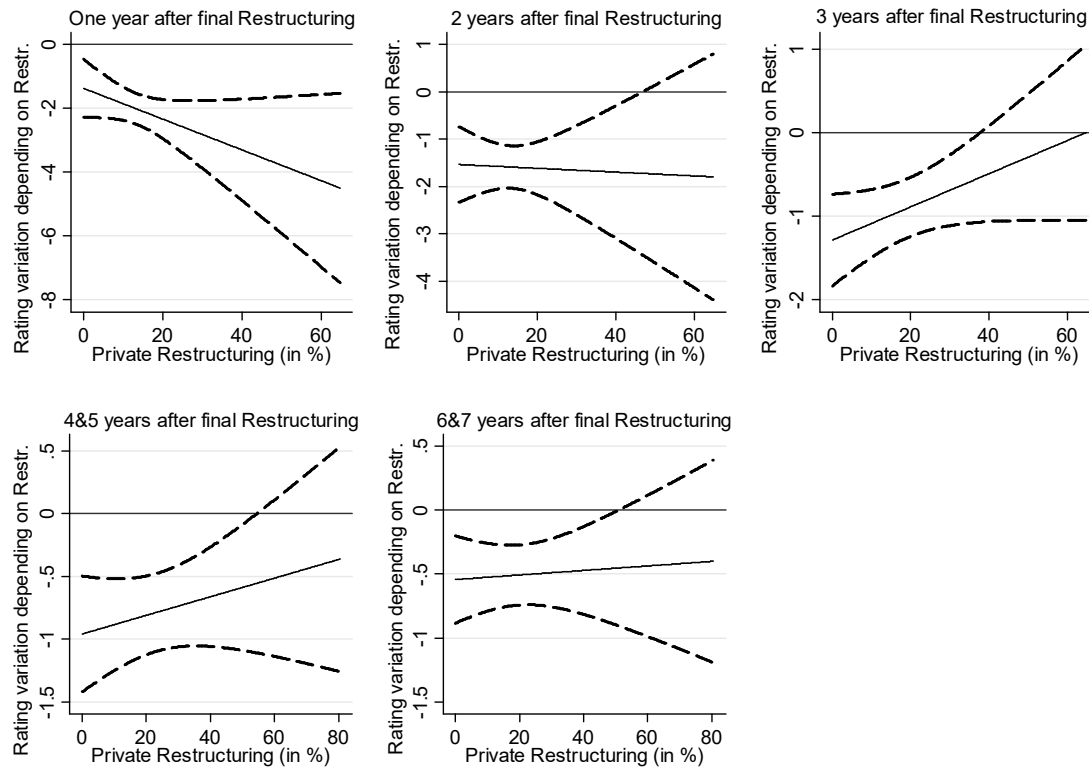 One year after final Restructuring
Rating variation depending on Restr.
0
-2
-4
-6
-8
0 20 40 60
Private Restructuring (in %)
2 years after final Restructuring
Rating variation depending on Restr.
1
0
-1
-2
-3
-4
0 20 40 60
Private Restructuring (in %)
3 years after final Restructuring
Rating variation depending on Restr.
1
0
-1
-2
0 20 40 60
Private Restructuring (in %)
4&5 years after final Restructuring
Rating variation depending on Restr.
.5
0
-.5
-1
-1.5
0 20 40 60 80
Private Restructuring (in %)
6&7 years after final Restructuring
Rating variation depending on Restr.
.5
0
-.5
-1
-1.5
0 20 40 60 80
Private Restructuring (in %)